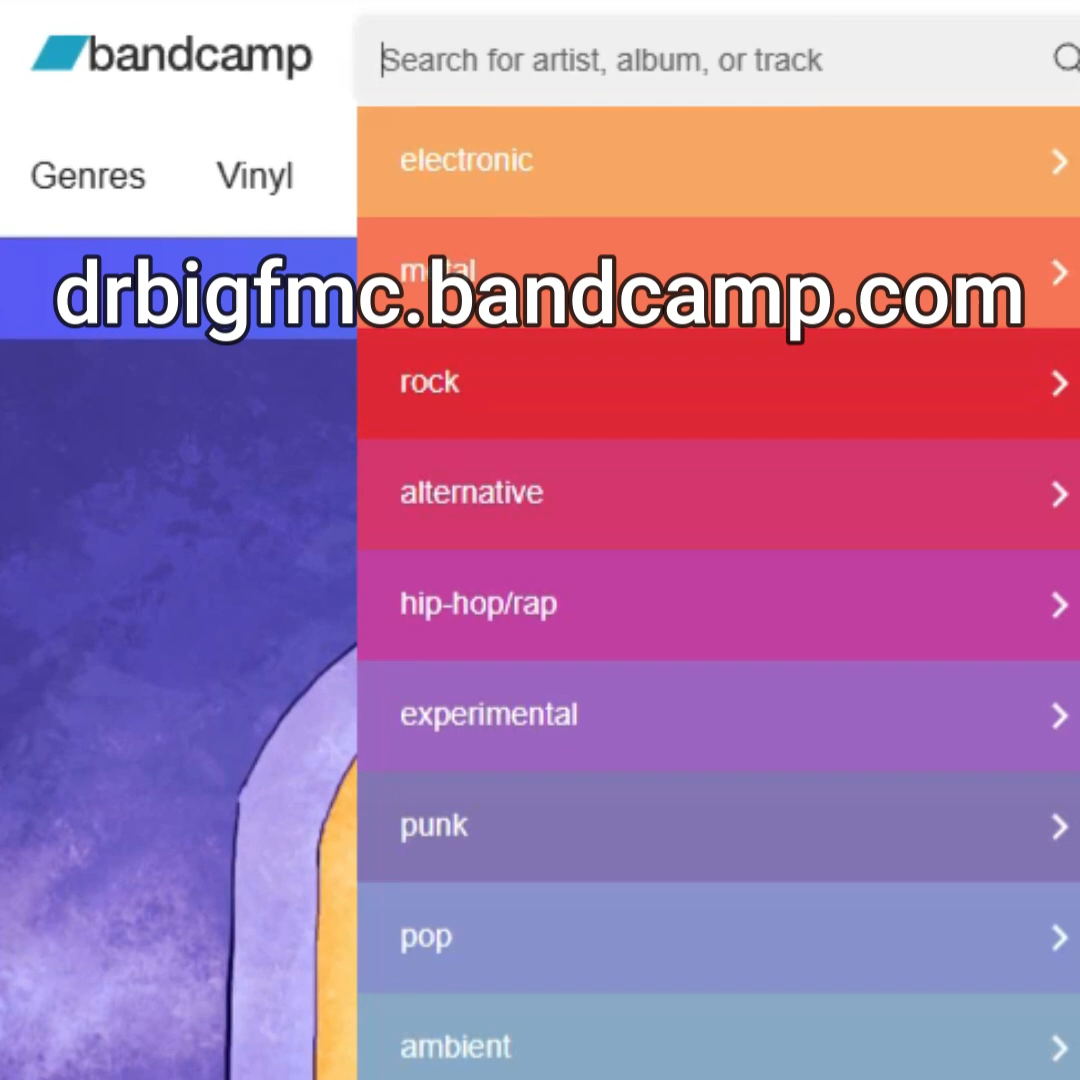 bandcamp
Search for artist, album, or track
Genres Vinyl
electronic
metal
drbigfmc.bandcamp.com
rock
alternative
hip-hop/rap
experimental
punk
pop
ambient